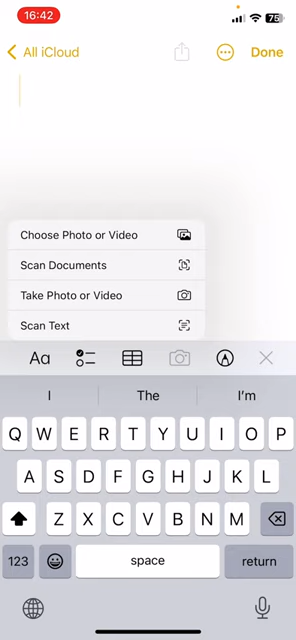 16:42
75
All iCloud
Done
Choose Photo or Video
Scan Documents
Take Photo or Video
Scan Text
Aa
I The I'm
Q W E R T Y U I O P
A S D F G H J K L
Z X C V B N M
123 space return